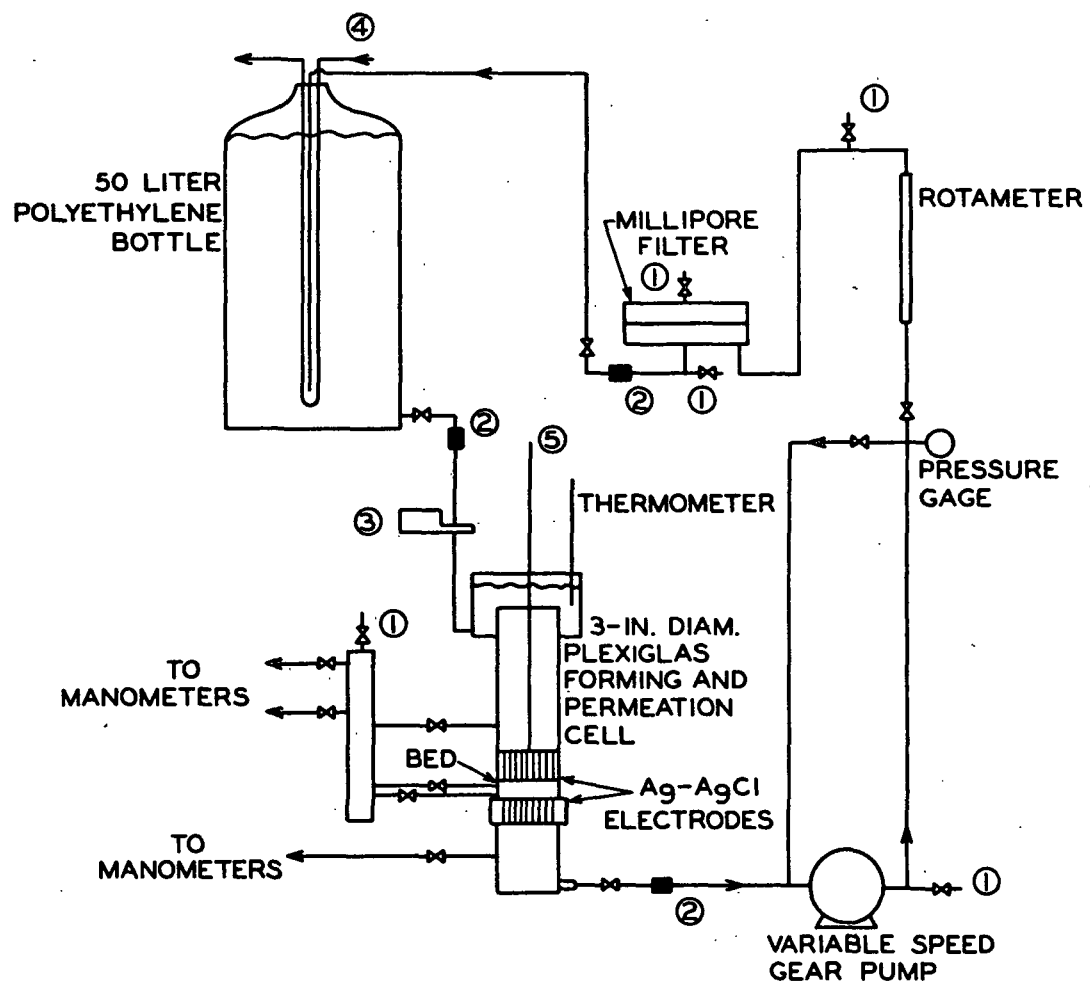 ④
①
50 LITER
POLYETHYLENE
BOTTLE
ROTAMETER
MILLIPORE
FILTER
①
②
①
②
⑤
PRESSURE
GAGE
THERMOMETER
③
①
3-IN. DIAM.
PLEXIGLAS
FORMING AND
PERMEATION
CELL
TO
MANOMETERS
BED
Ag-AgCl
ELECTRODES
TO
MANOMETERS
①
②
VARIABLE SPEED
GEAR PUMP